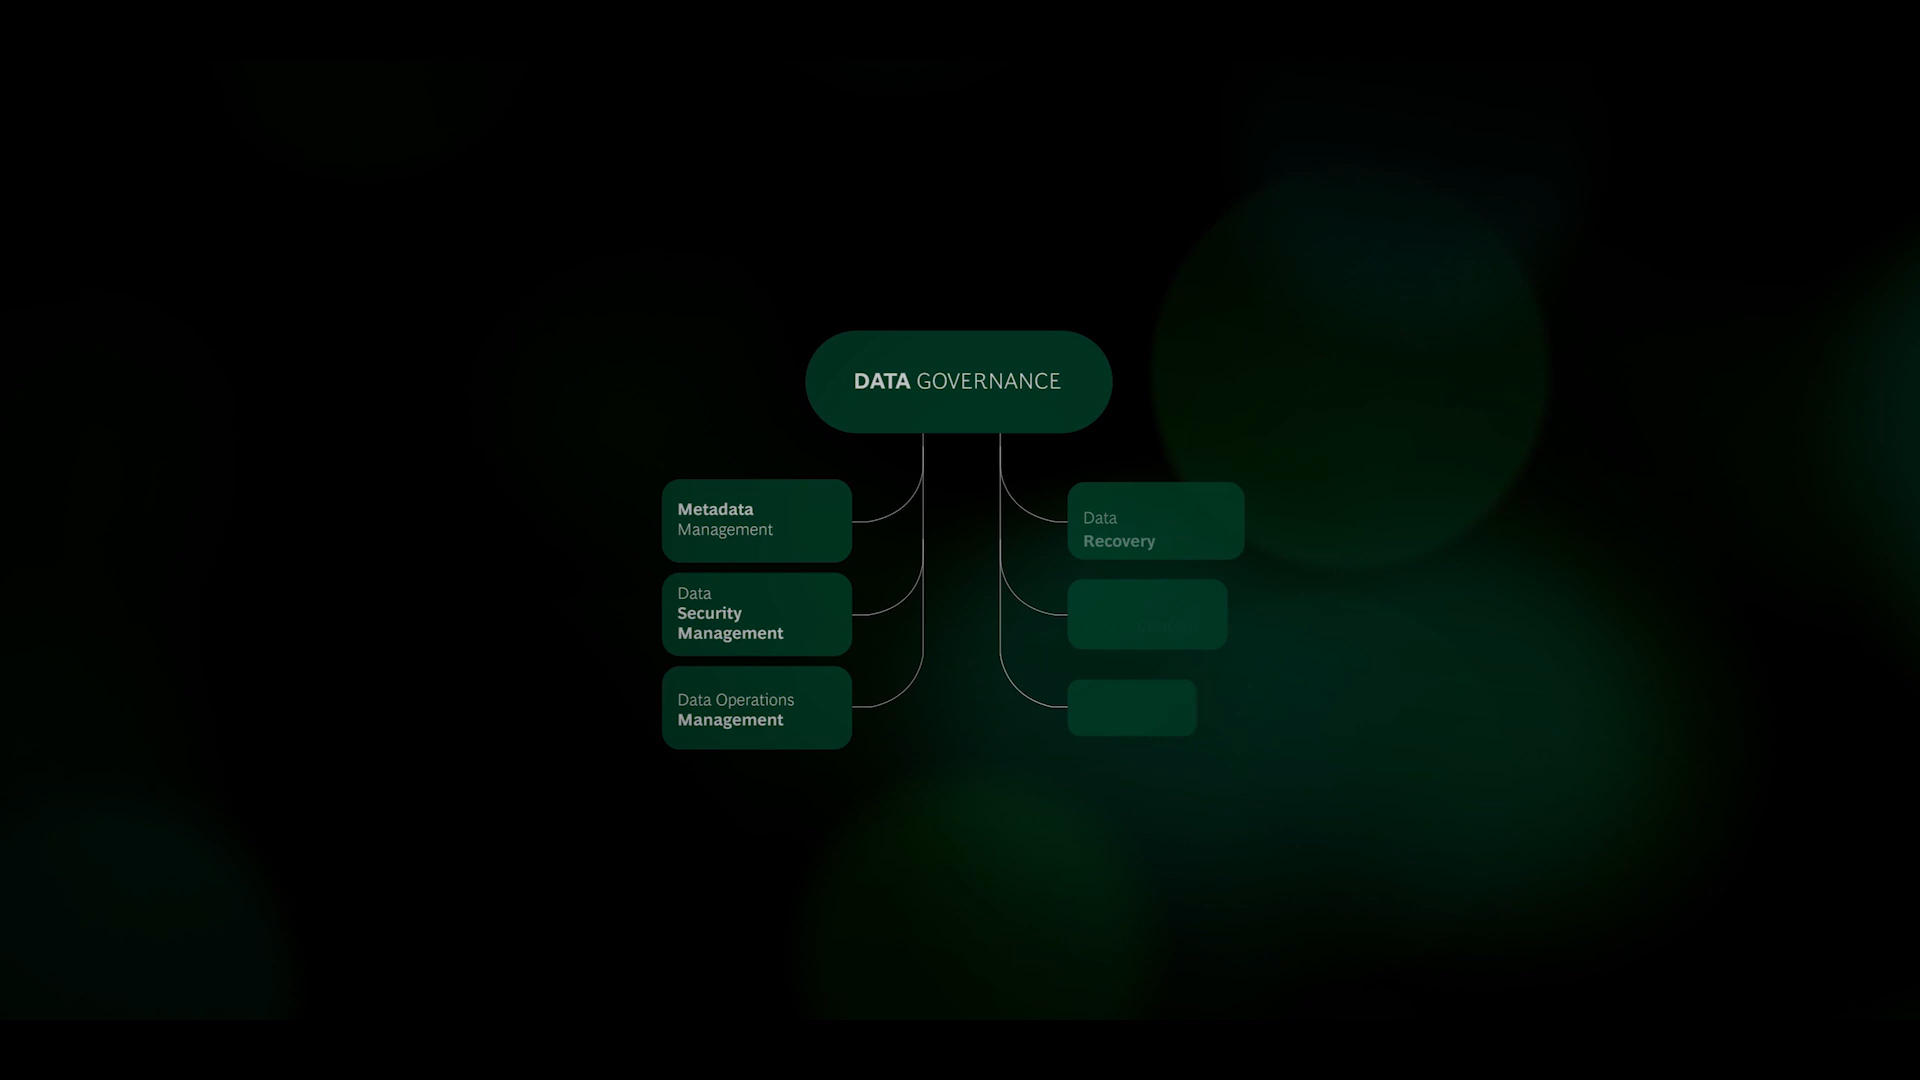 DATA GOVERNANCE
Metadata
Management
Data
Security
Management
Data Operations
Management
Data
Recovery